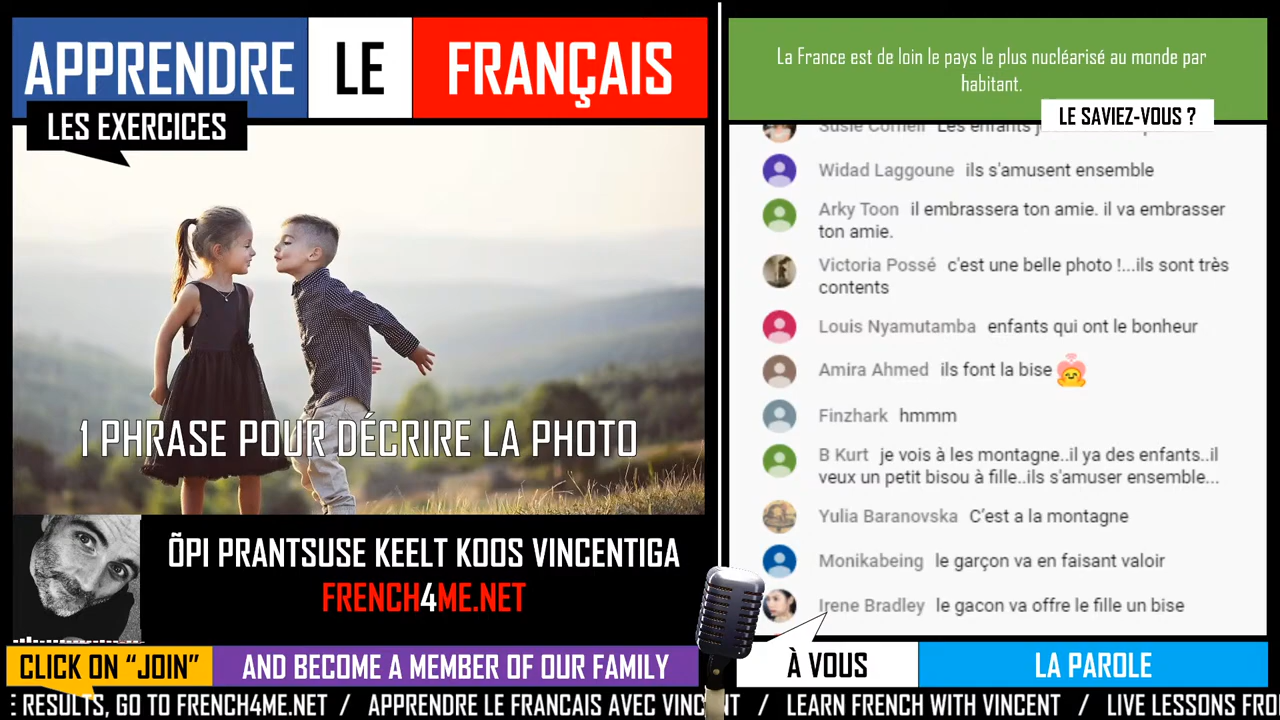 APPRENDRE LE FRANÇAIS
LES EXERCICES
1 PHRASE POUR DÉCRIRE LA PHOTO
ÕPI PRANTSUSE KEELT KOOS VINCENTIGA
FRENCH4ME.NET
CLICK ON “JOIN” AND BECOME A MEMBER OF OUR FAMILY
La France est de loin le pays le plus nucléarisé au monde par
habitant.
LE SAVIEZ-VOUS ?
Les enfants
Widad Laggoune ils s'amusent ensemble
Arky Toon il embrassera ton amie. il va embrasser
ton amie.
Victoria Possé c'est une belle photo !...ils sont très
contents
Louis Nyamutamba enfants qui ont le bonheur
Amira Ahmed ils font la bise
Finzhark hmmm
B Kurt je vois à les montagne..il ya des enfants..il
veux un petit bisou à fille..ils s'amuser ensemble...
Yulia Baranovska C’est a la montagne
Monikabeing le garçon va en faisant valoir
Irene Bradley le gacon va offre le fille un bise
À VOUS LA PAROLE
E RESULTS, GO TO FRENCH4ME.NET / APPRENDRE LE FRANCAIS AVEC VINCENT / LEARN FRENCH WITH VINCENT / LIVE LESSONS FRO